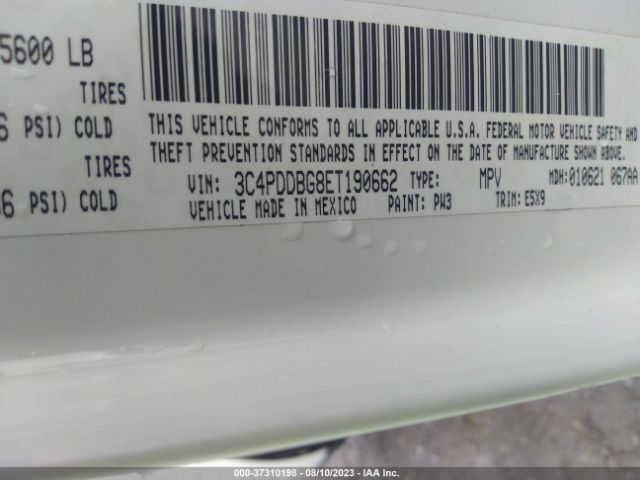 5600 LB
TIRES
PSI) COLD
TIRES
PSI) COLD
THIS VEHICLE CONFORMS TO ALL APPLICABLE U.S.A. FEDERAL MOTOR VEHICLE SAFETY AND
THEFT PREVENTION STANDARDS IN EFFECT ON THE DATE OF MANUFACTURE SHOWN ABOVE.
VIN: 3C4PDDBG8ET190662 TYPE: MPV MDH:010621 067AA
VEHICLE MADE IN MEXICO PAINT: PW3 TRIM: E5X9
000-37310198 - 08/10/2023 - IAA Inc.